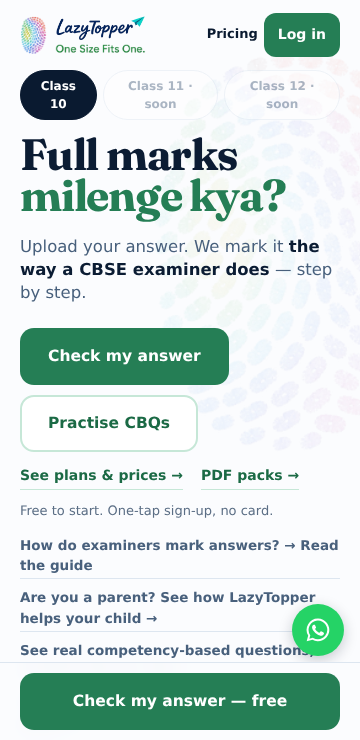 LazyTopper
One Size Fits One.
Pricing
Log in
Class
10
Class 11 ·
soon
Class 12 ·
soon
Full marks
milenge kya?
Upload your answer. We mark it the
way a CBSE examiner does — step
by step.
Check my answer
Practise CBQs
See plans & prices →
PDF packs →
Free to start. One-tap sign-up, no card.
How do examiners mark answers? → Read
the guide
Are you a parent? See how LazyTopper
helps your child →
See real competency-based questions,
Check my answer — free